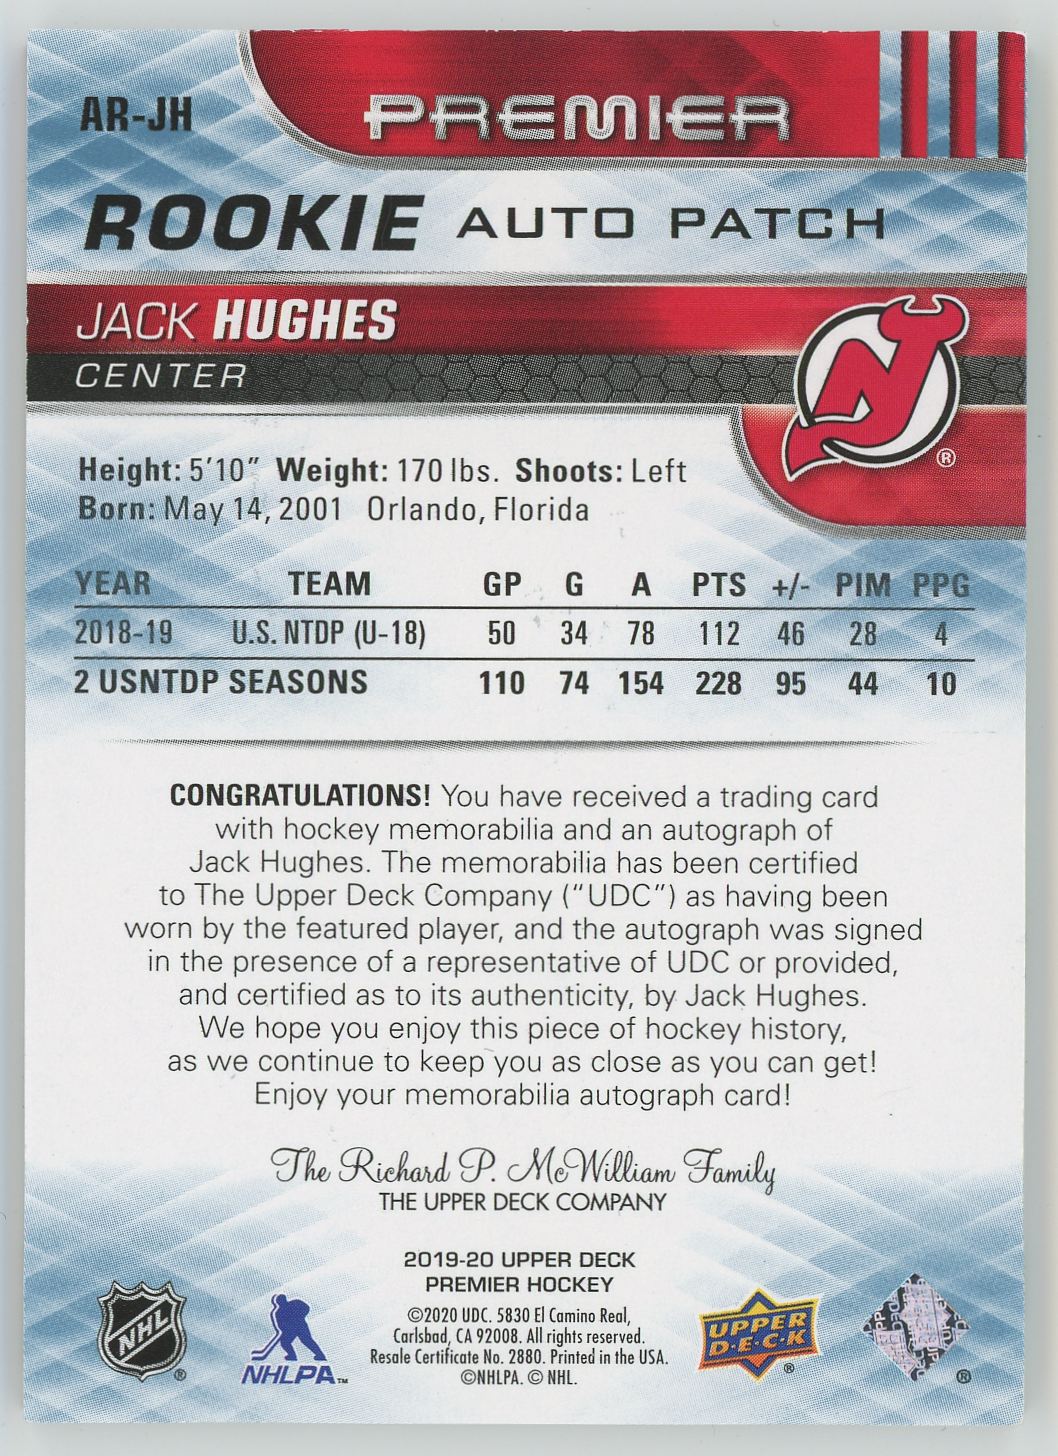 AR-JH
PREMIER
ROOKIE AUTO PATCH
JACK HUGHES
CENTER
NJ
®
Height: 5'10" Weight: 170 lbs. Shoots: Left
Born: May 14, 2001 Orlando, Florida
YEAR TEAM GP G A PTS +/- PIM PPG
2018-19 U.S. NTDP (U-18) 50 34 78 112 46 28 4
2 USNTDP SEASONS 110 74 154 228 95 44 10
CONGRATULATIONS! You have received a trading card
with hockey memorabilia and an autograph of
Jack Hughes. The memorabilia has been certified
to The Upper Deck Company ("UDC") as having been
worn by the featured player, and the autograph was signed
in the presence of a representative of UDC or provided,
and certified as to its authenticity, by Jack Hughes.
We hope you enjoy this piece of hockey history,
as we continue to keep you as close as you can get!
Enjoy your memorabilia autograph card!
The Richard P. McWilliam Family
THE UPPER DECK COMPANY
2019-20 UPPER DECK
PREMIER HOCKEY
©2020 UDC. 5830 El Camino Real,
Carlsbad, CA 92008. All rights reserved.
Resale Certificate No. 2880. Printed in the USA.
©NHLPA. © NHL.
NHL ®
NHLPA™
UPPER
D·E·C·K ®
®